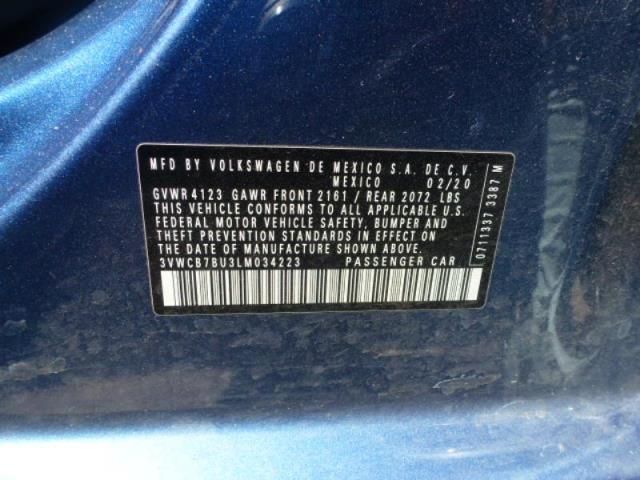 MFD BY VOLKSWAGEN DE MEXICO S.A. DE C.V.
MEXICO 02/20
GVWR 4123 GAWR FRONT 2161 / REAR 2072 LBS
THIS VEHICLE CONFORMS TO ALL APPLICABLE U.S.
FEDERAL MOTOR VEHICLE SAFETY, BUMPER AND
THEFT PREVENTION STANDARDS IN EFFECT ON THE
DATE OF MANUFACTURE SHOWN ABOVE.
3VWCB7BU3LM034223 PASSENGER CAR
0711337 3387 M